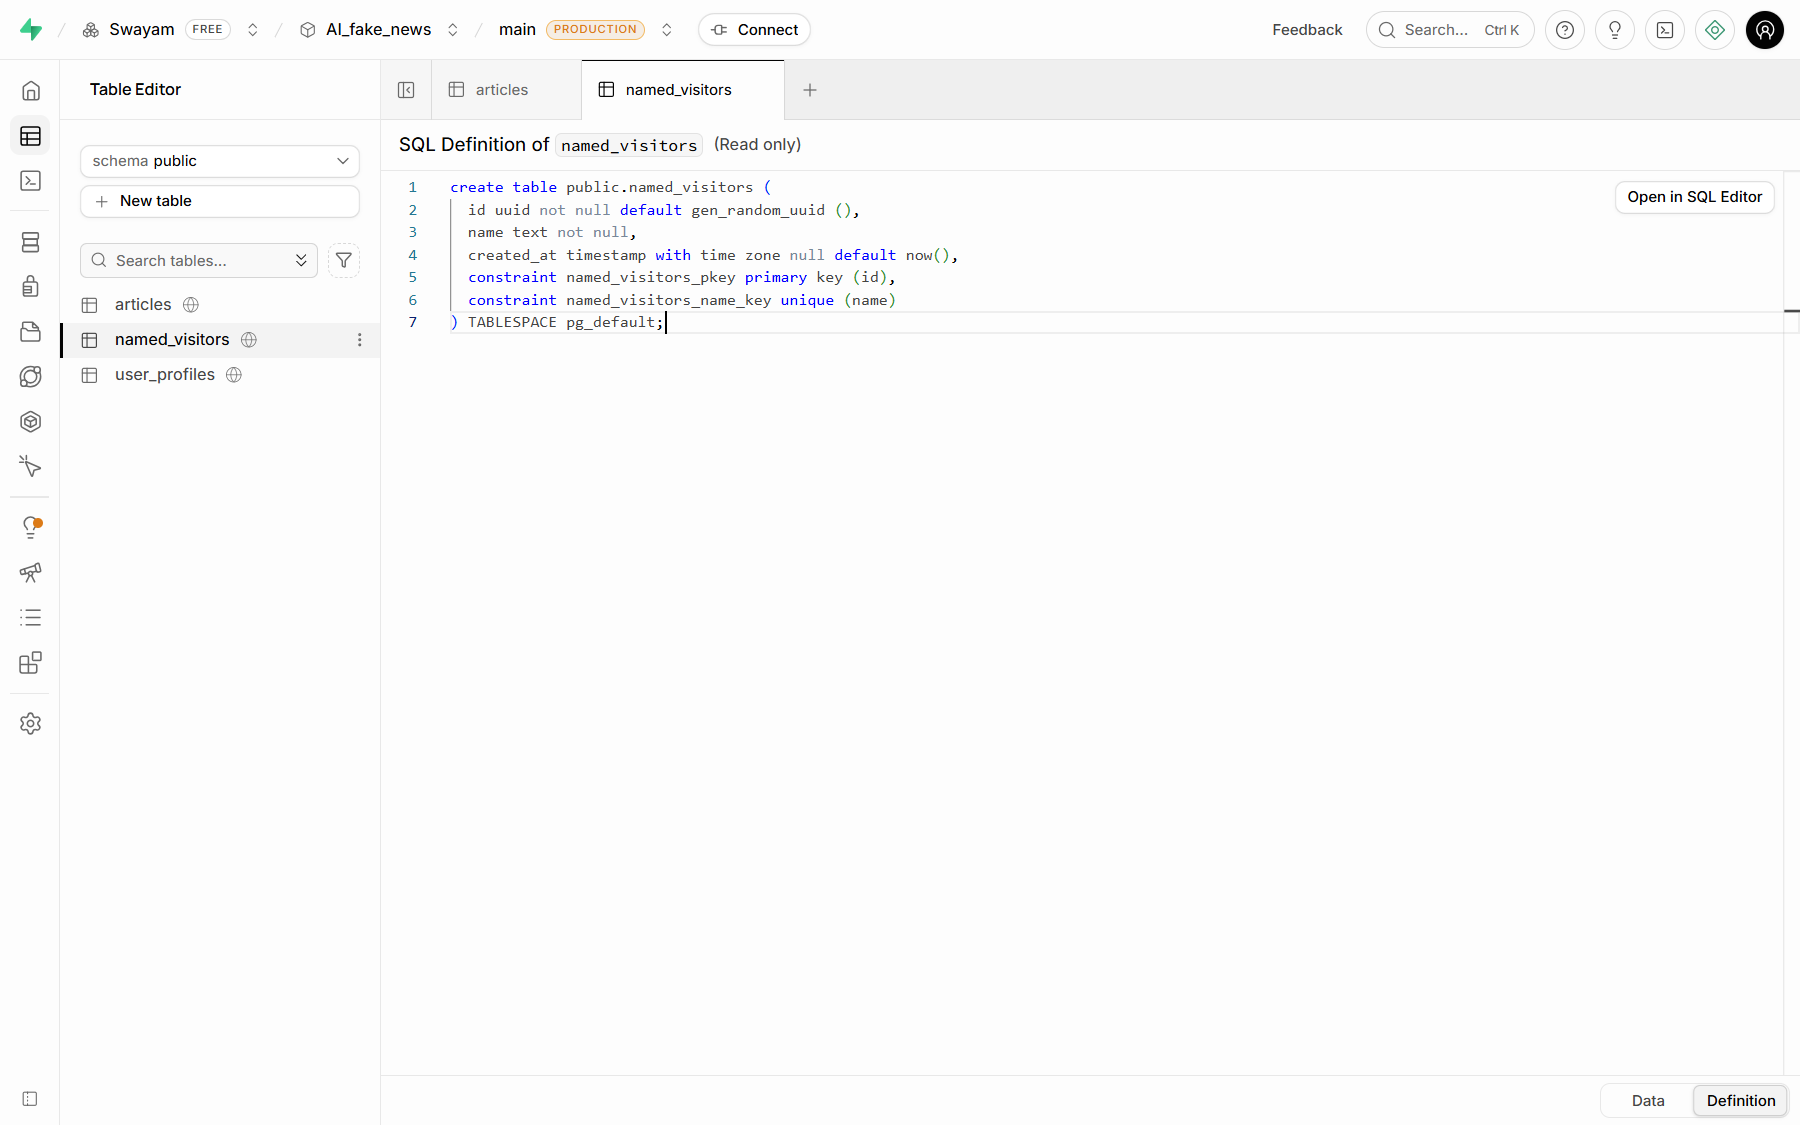 Swayam FREE AI_fake_news main PRODUCTION Connect Feedback Search... Ctrl K
Table Editor
articles
named_visitors
schema public
New table
Search tables...
articles
named_visitors
user_profiles
SQL Definition of named_visitors (Read only)
Open in SQL Editor
1 create table public.named_visitors (
2 id uuid not null default gen_random_uuid (),
3 name text not null,
4 created_at timestamp with time zone null default now(),
5 constraint named_visitors_pkey primary key (id),
6 constraint named_visitors_name_key unique (name)
7 ) TABLESPACE pg_default;
Data Definition